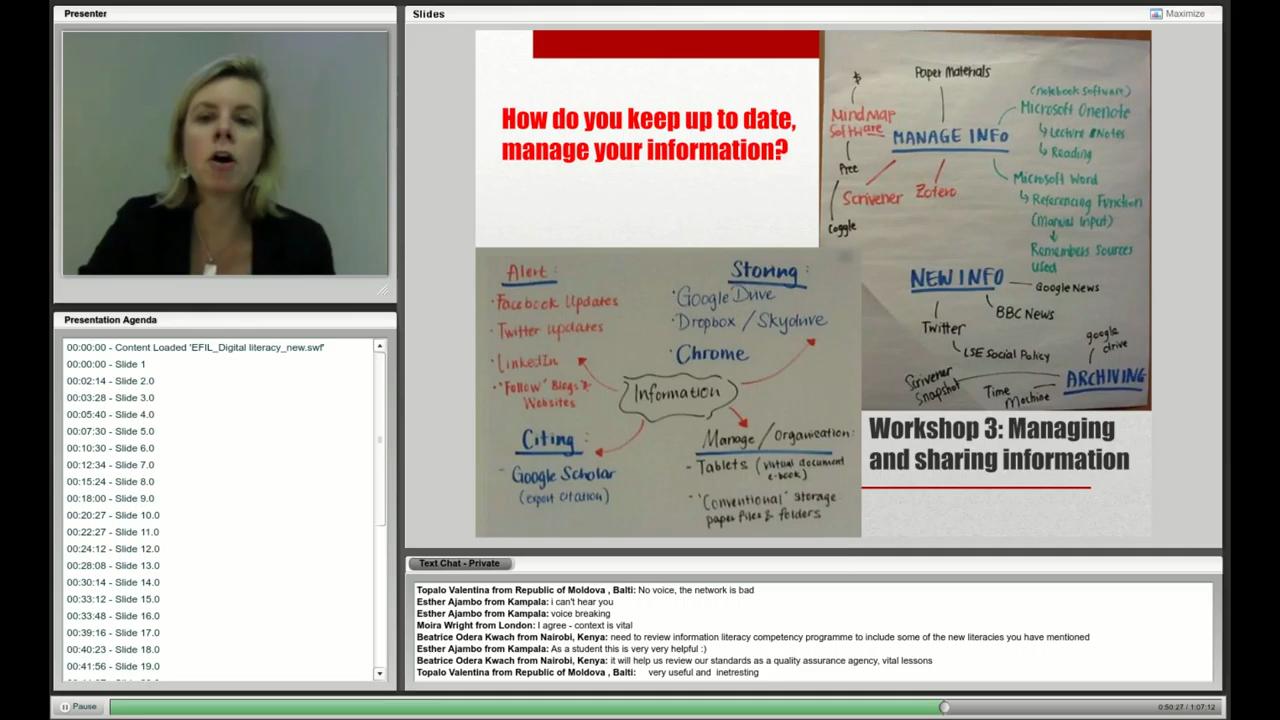 Presenter
Presentation Agenda
00:00:00 - Content Loaded 'EFIL_Digital literacy_new.swf'
00:00:00 - Slide 1
00:02:14 - Slide 2.0
00:03:28 - Slide 3.0
00:05:40 - Slide 4.0
00:07:30 - Slide 5.0
00:10:30 - Slide 6.0
00:12:34 - Slide 7.0
00:15:24 - Slide 8.0
00:18:00 - Slide 9.0
00:20:27 - Slide 10.0
00:22:27 - Slide 11.0
00:24:12 - Slide 12.0
00:28:08 - Slide 13.0
00:30:14 - Slide 14.0
00:33:12 - Slide 15.0
00:33:48 - Slide 16.0
00:39:16 - Slide 17.0
00:40:23 - Slide 18.0
00:41:56 - Slide 19.0
Slides
Maximize
How do you keep up to date,
manage your information?
Paper Materials
$
MindMap
Software
Free
Coggle
MANAGE INFO
Scrivener
Zotero
(notebook software)
Microsoft Onenote
↳ Lecture Notes
↳ Reading
Microsoft Word
↳ Referencing Function
(Manual Input)
↓
Remembers Sources
used
NEW INFO
Google News
BBC News
Twitter
LSE Social Policy
google
drive
ARCHIVING
Scrivener
Snapshot
Time
Machine
Alert:
• Facebook Updates
• Twitter updates
• LinkedIn
• "Follow" Blogs &
Websites
Storing:
• Google Drive
• Dropbox / Skydrive
• Chrome
Information
Citing:
- Google Scholar
(export citation)
Manage / Organisation:
- Tablets (virtual document
e-book)
- "Conventional" storage
paper files & folders
Workshop 3: Managing
and sharing information
Text Chat - Private
Topalo Valentina from Republic of Moldova , Balti: No voice, the network is bad
Esther Ajambo from Kampala: i can't hear you
Esther Ajambo from Kampala: voice breaking
Moira Wright from London: I agree - context is vital
Beatrice Odera Kwach from Nairobi, Kenya: need to review information literacy competency programme to include some of the new literacies you have mentioned
Esther Ajambo from Kampala: As a student this is very very helpful :)
Beatrice Odera Kwach from Nairobi, Kenya: it will help us review our standards as a quality assurance agency, vital lessons
Topalo Valentina from Republic of Moldova , Balti: very useful and inetresting
Pause
0:50:27 / 1:07:12